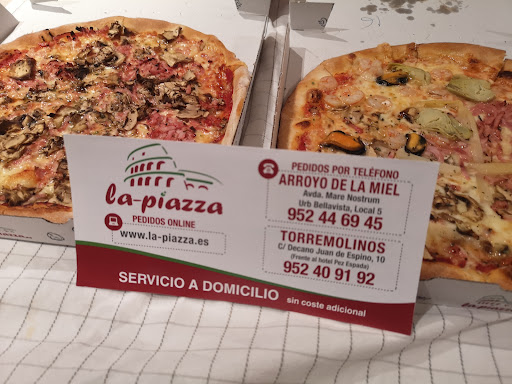 la-piazza
PEDIDOS ONLINE
www.la-piazza.es
PEDIDOS POR TELÉFONO
ARROYO DE LA MIEL
Avda. Mare Nostrum
Urb Bellavista, Local 5
952 44 69 45
TORREMOLINOS
C/ Decano Juan de Espino, 10
(Frente al hotel Pez Espada)
952 40 91 92
SERVICIO A DOMICILIO sin coste adicional